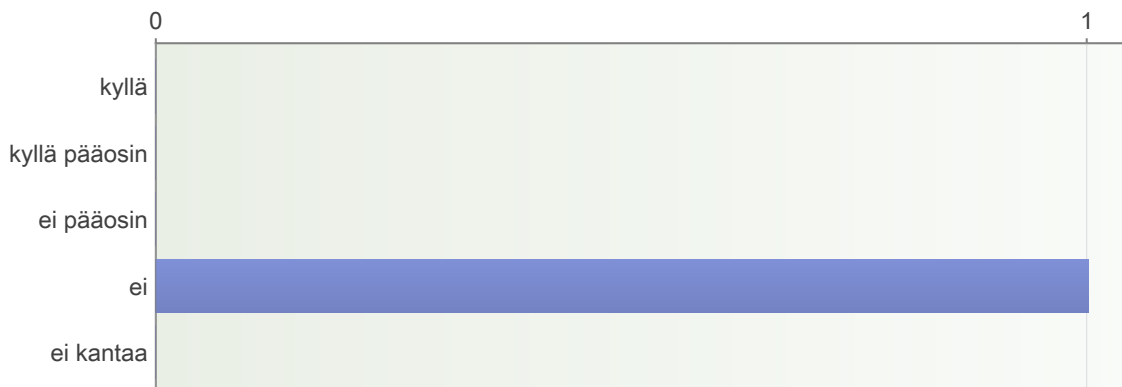 0 1
kyllä
kyllä pääosin
ei pääosin
ei
ei kantaa